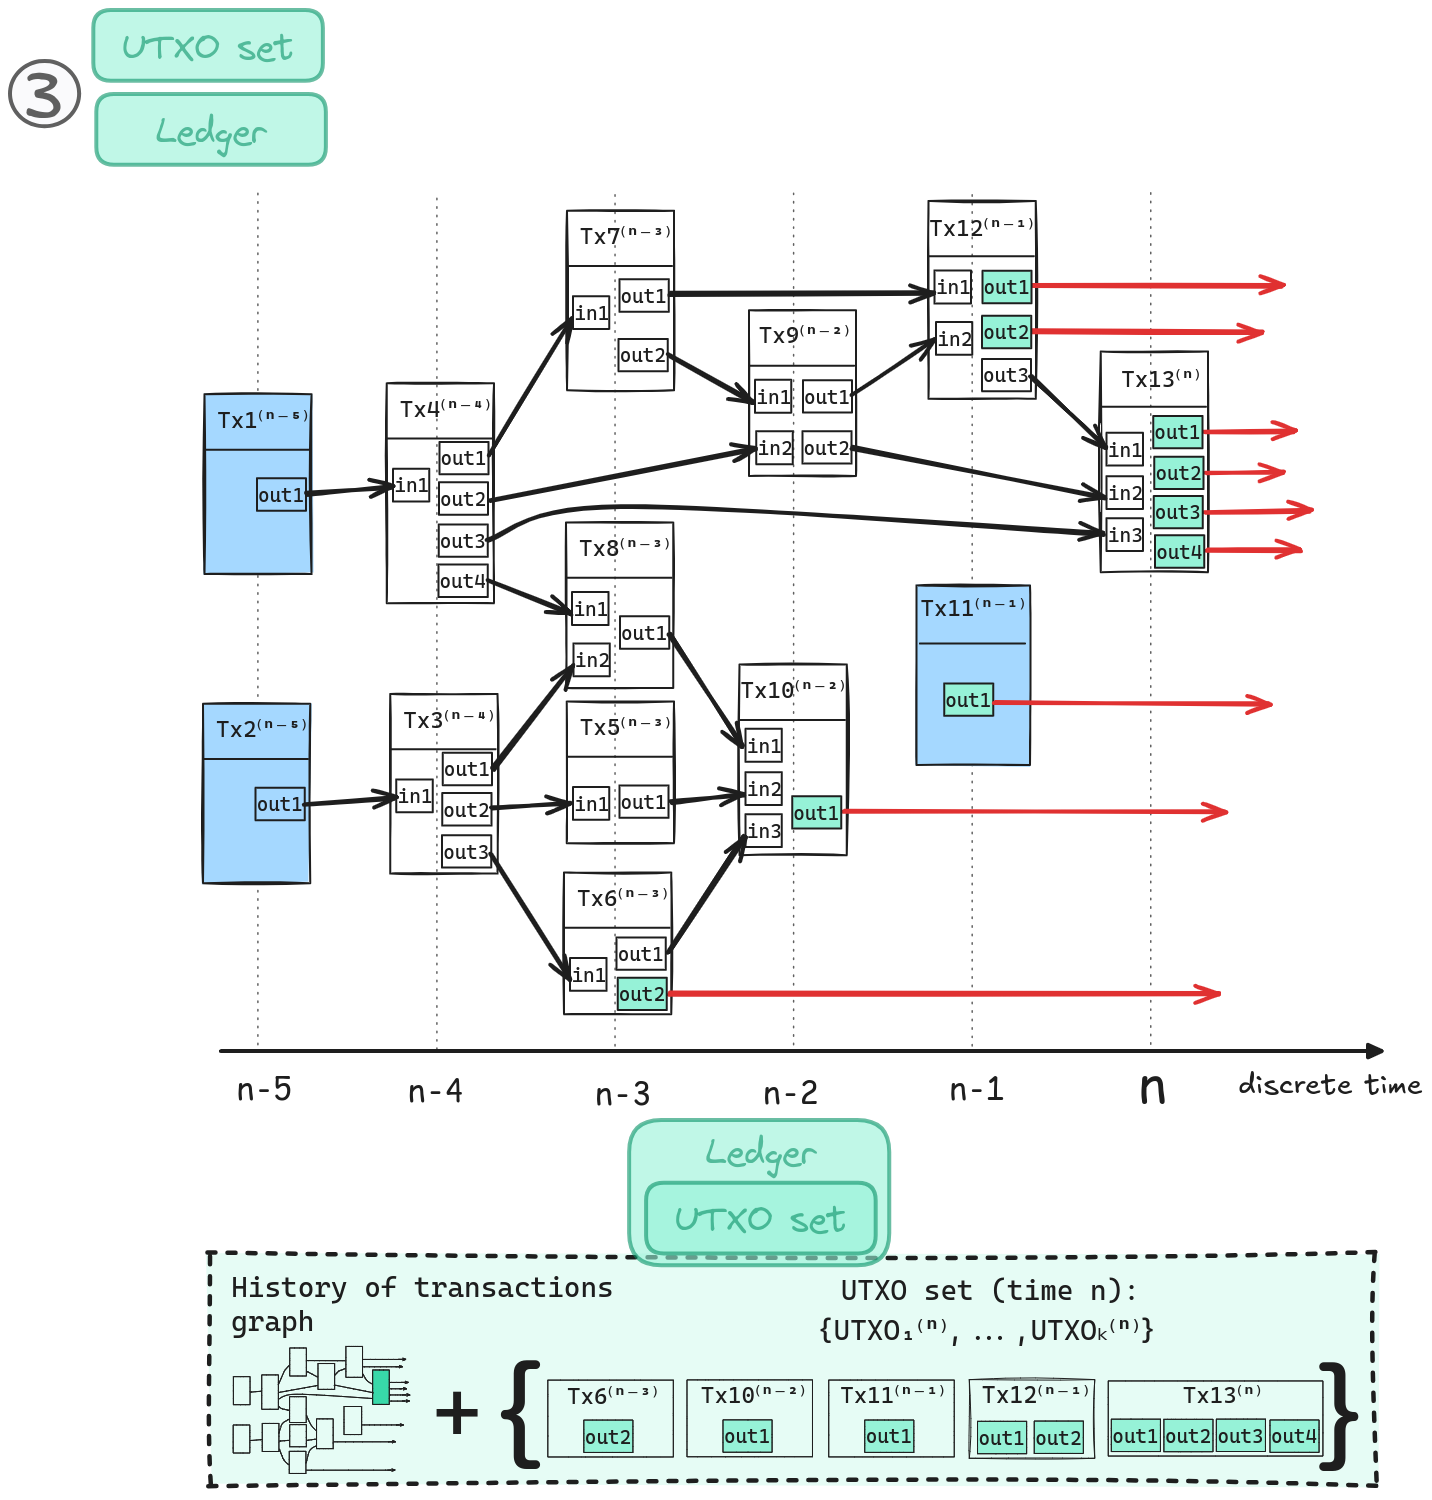 ③
UTXO set
Ledger
Tx1⁽ⁿ⁻⁵⁾
out1
Tx2⁽ⁿ⁻⁵⁾
out1
Tx4⁽ⁿ⁻⁴⁾
in1
out1
out2
out3
out4
Tx3⁽ⁿ⁻⁴⁾
in1
out1
out2
out3
Tx7⁽ⁿ⁻³⁾
in1
out1
out2
Tx8⁽ⁿ⁻³⁾
in1
in2
out1
Tx5⁽ⁿ⁻³⁾
in1 out1
Tx6⁽ⁿ⁻³⁾
in1
out1
out2
Tx9⁽ⁿ⁻²⁾
in1 out1
in2 out2
Tx10⁽ⁿ⁻²⁾
in1
in2
in3
out1
Tx12⁽ⁿ⁻¹⁾
in1 out1
in2 out2
out3
Tx11⁽ⁿ⁻¹⁾
out1
Tx13⁽ⁿ⁾
in1
in2
in3
out1
out2
out3
out4
n-5 n-4 n-3 n-2 n-1 n discrete time
Ledger
UTXO set
History of transactions
graph
UTXO set (time n):
{UTXO₁⁽ⁿ⁾, ... ,UTXOₖ⁽ⁿ⁾}
+ {
Tx6⁽ⁿ⁻³⁾
out2
Tx10⁽ⁿ⁻²⁾
out1
Tx11⁽ⁿ⁻¹⁾
out1
Tx12⁽ⁿ⁻¹⁾
out1 out2
Tx13⁽ⁿ⁾
out1 out2 out3 out4
}